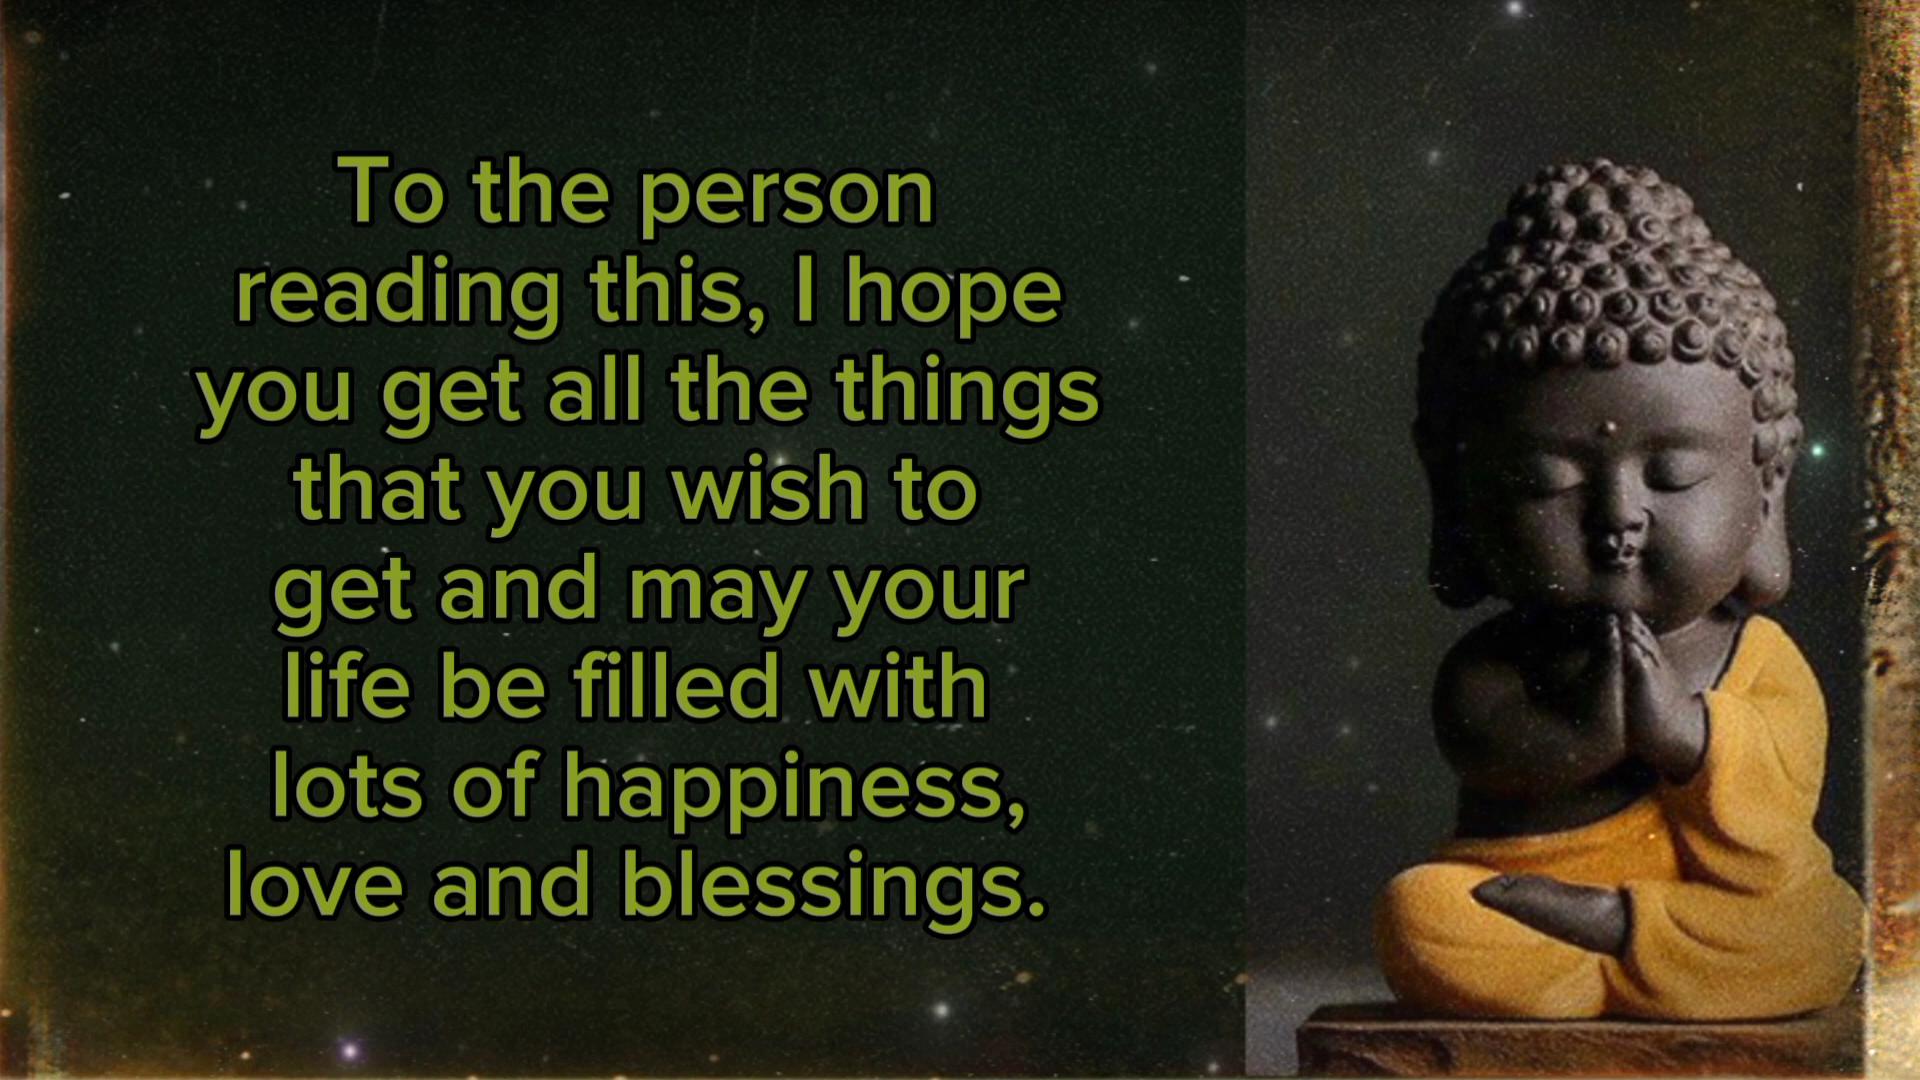 To the person
reading this, I hope
you get all the things
that you wish to
get and may your
life be filled with
lots of happiness,
love and blessings.